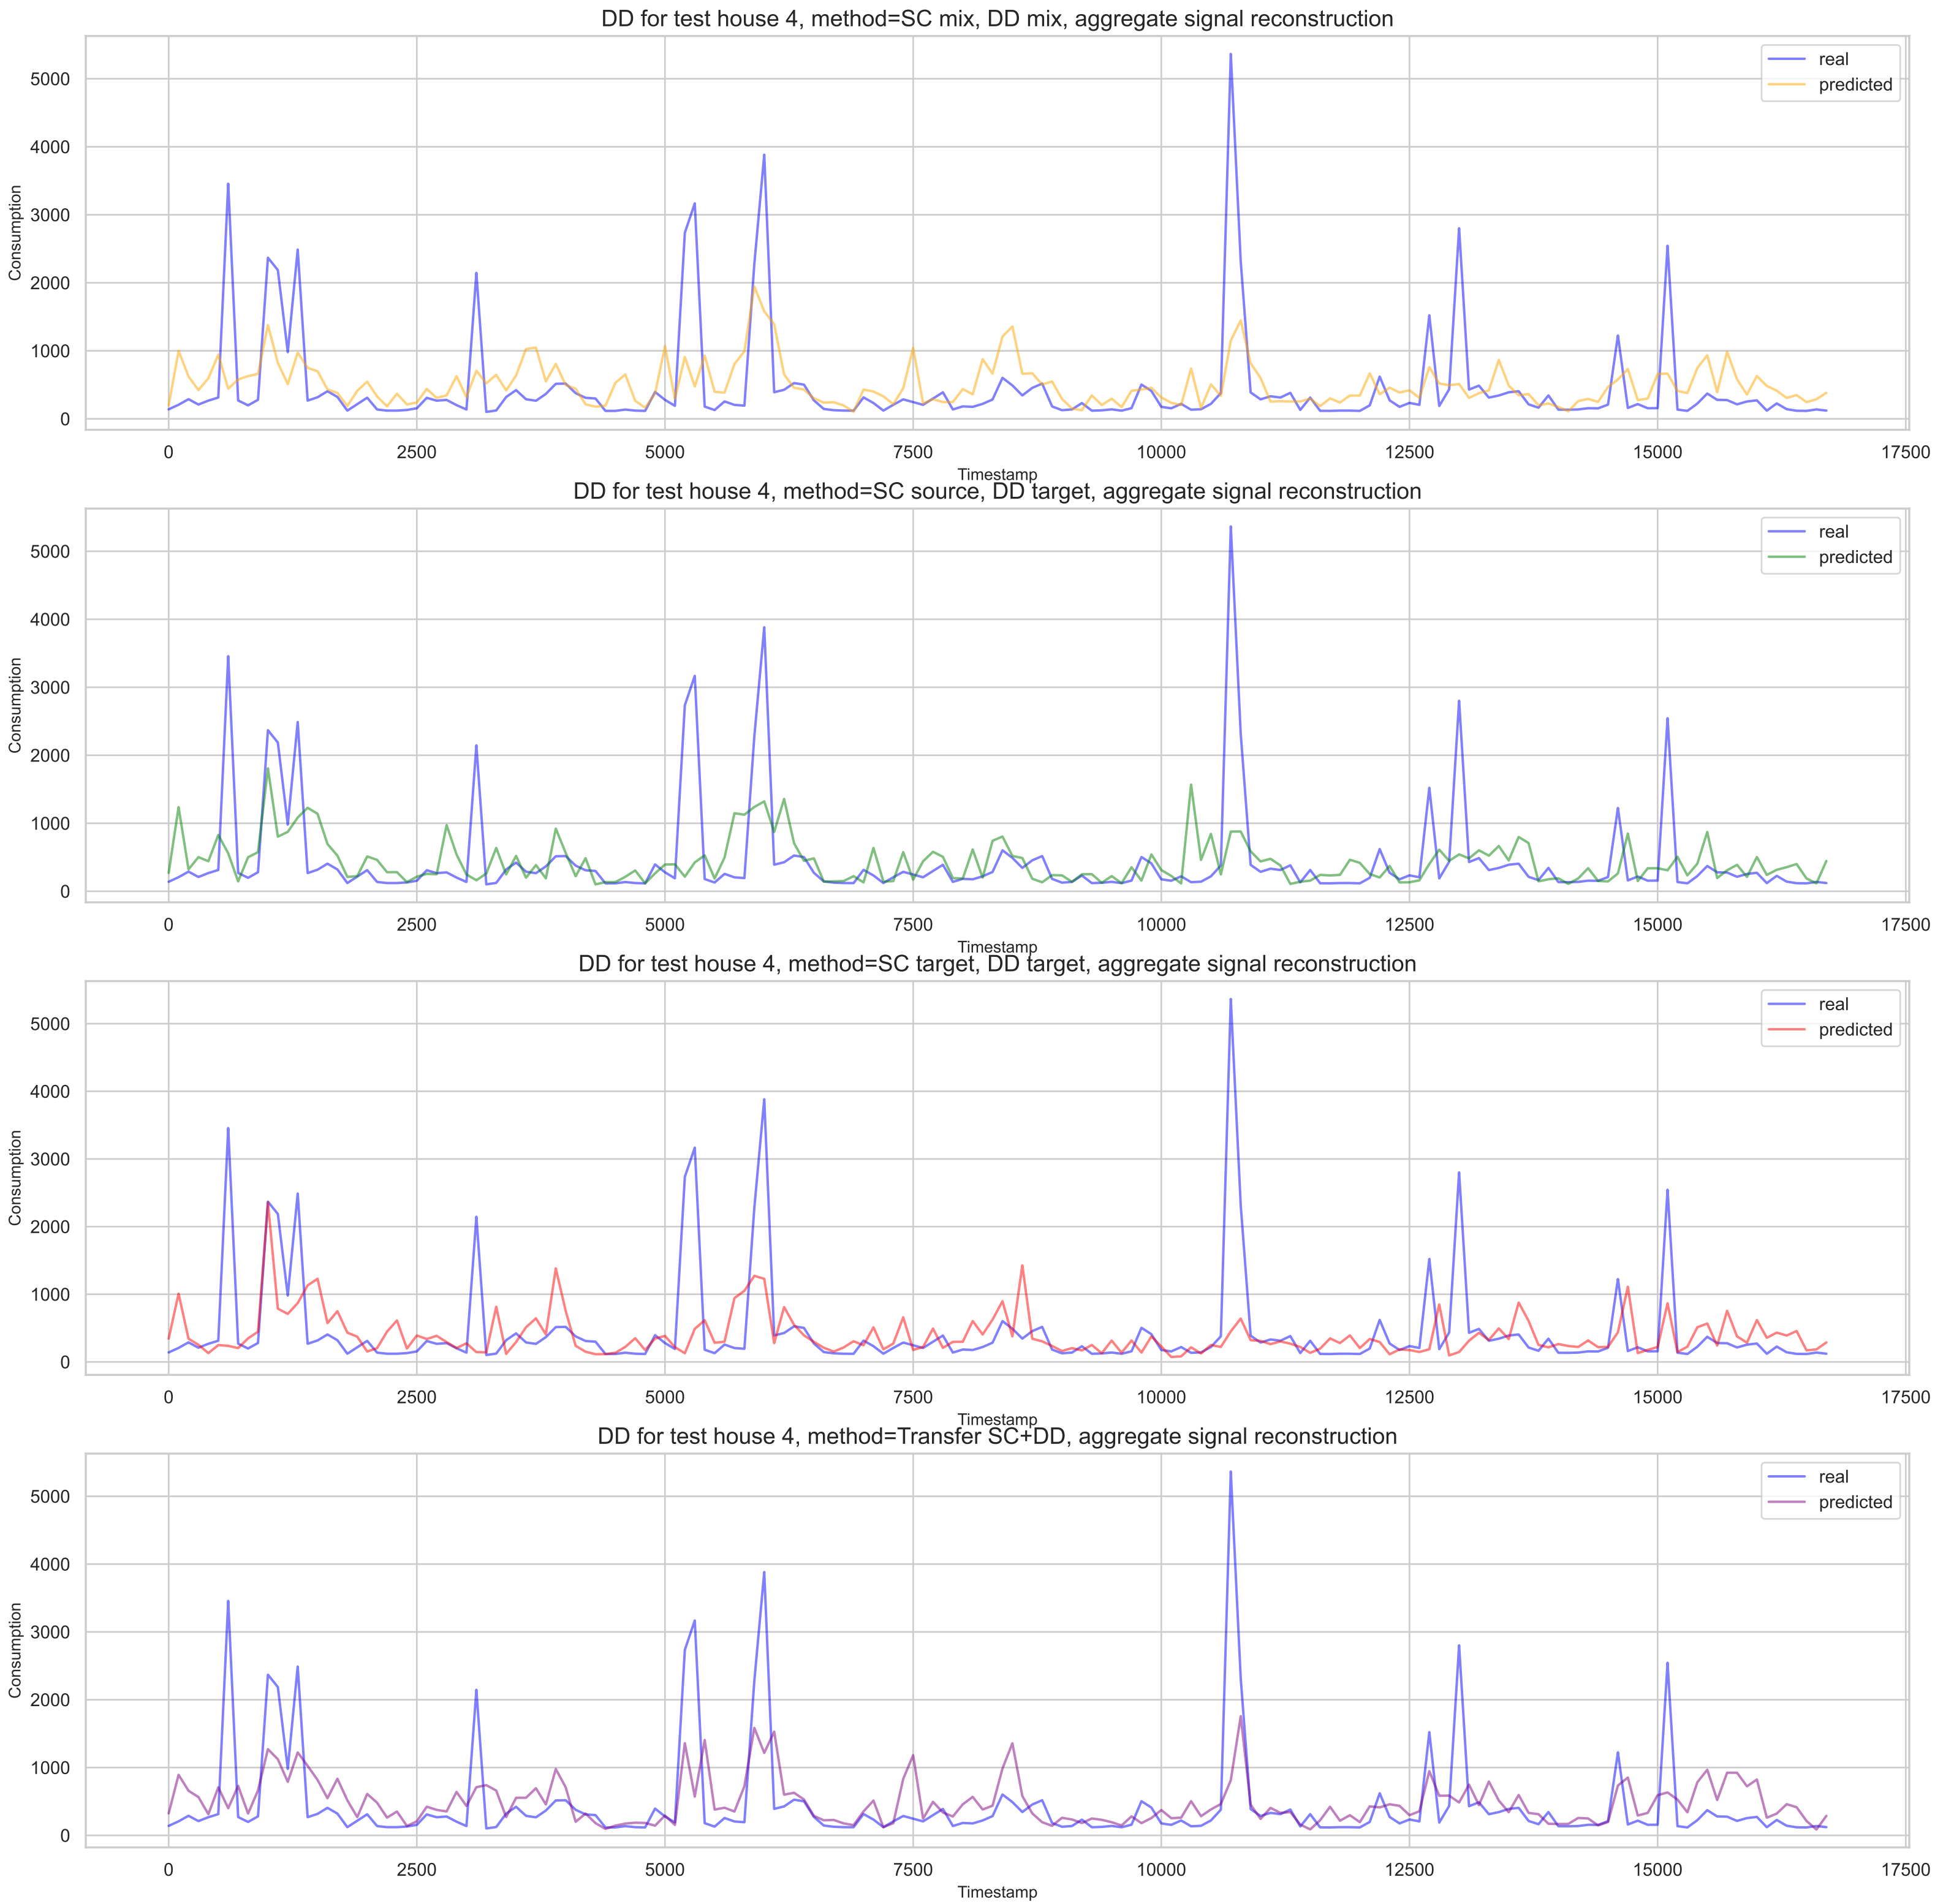 DD for test house 4, method=SC mix, DD mix, aggregate signal reconstruction
real
predicted
5000
4000
3000
2000
1000
0
Consumption
0 2500 5000 7500 10000 12500 15000 17500
Timestamp
DD for test house 4, method=SC source, DD target, aggregate signal reconstruction
real
predicted
5000
4000
3000
2000
1000
0
Consumption
0 2500 5000 7500 10000 12500 15000 17500
Timestamp
DD for test house 4, method=SC target, DD target, aggregate signal reconstruction
real
predicted
5000
4000
3000
2000
1000
0
Consumption
0 2500 5000 7500 10000 12500 15000 17500
Timestamp
DD for test house 4, method=Transfer SC+DD, aggregate signal reconstruction
real
predicted
5000
4000
3000
2000
1000
0
Consumption
0 2500 5000 7500 10000 12500 15000 17500
Timestamp